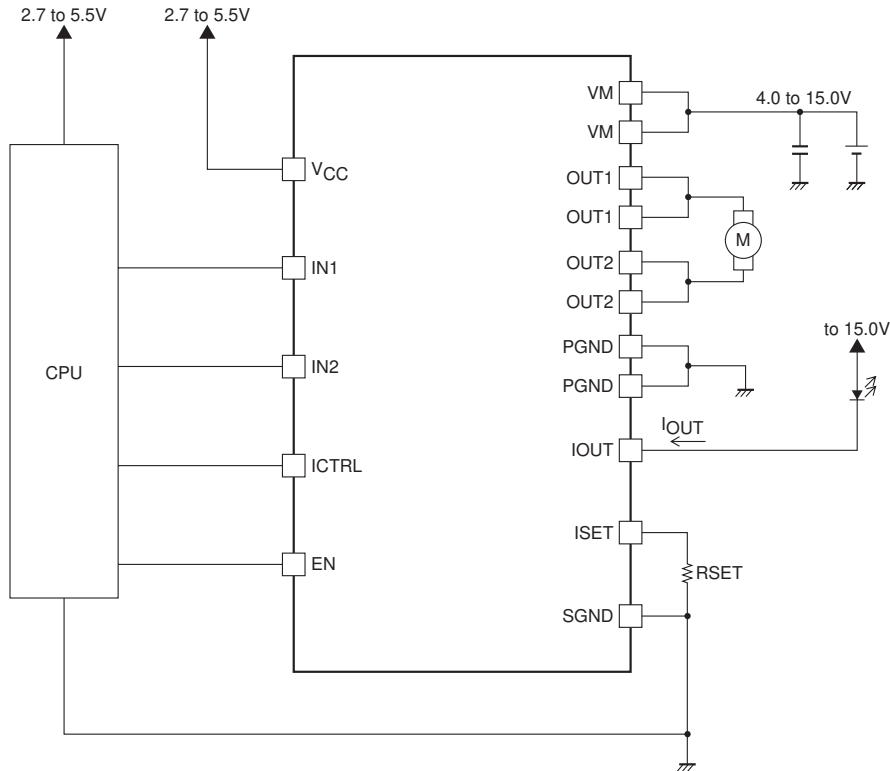 2.7 to 5.5V
2.7 to 5.5V
VM
4.0 to 15.0V
VM
VCC
OUT1
OUT1
M
IN1
OUT2
OUT2
to 15.0V
PGND
CPU
IN2
PGND
IOUT
IOUT
ICTRL
ISET
EN
RSET
SGND